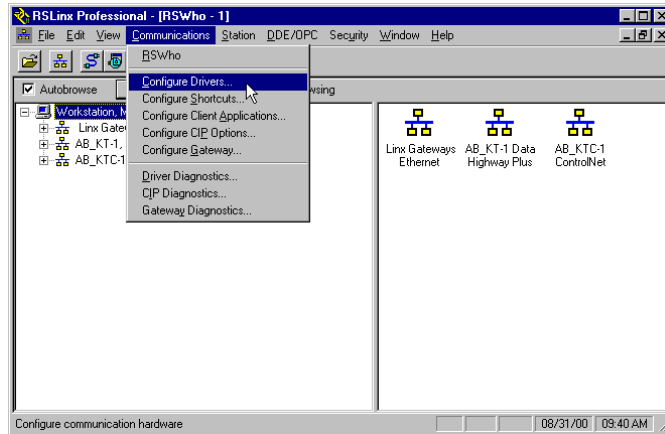 RSLinx Professional - [RSWho - 1]
File Edit View Communications Station DDE/OPC Security Window Help
RSWho
Configure Drivers...
Configure Shortcuts...
Configure Client Applications...
Configure CIP Options...
Configure Gateway...
Driver Diagnostics...
CIP Diagnostics...
Gateway Diagnostics...
Autobrowse
Workstation,
Linx
AB_KT-1,
AB_KTC-1
Linx Gateways Ethernet
AB_KT-1 Data Highway Plus
AB_KTC-1 ControlNet
Configure communication hardware
08/31/00 09:40 AM